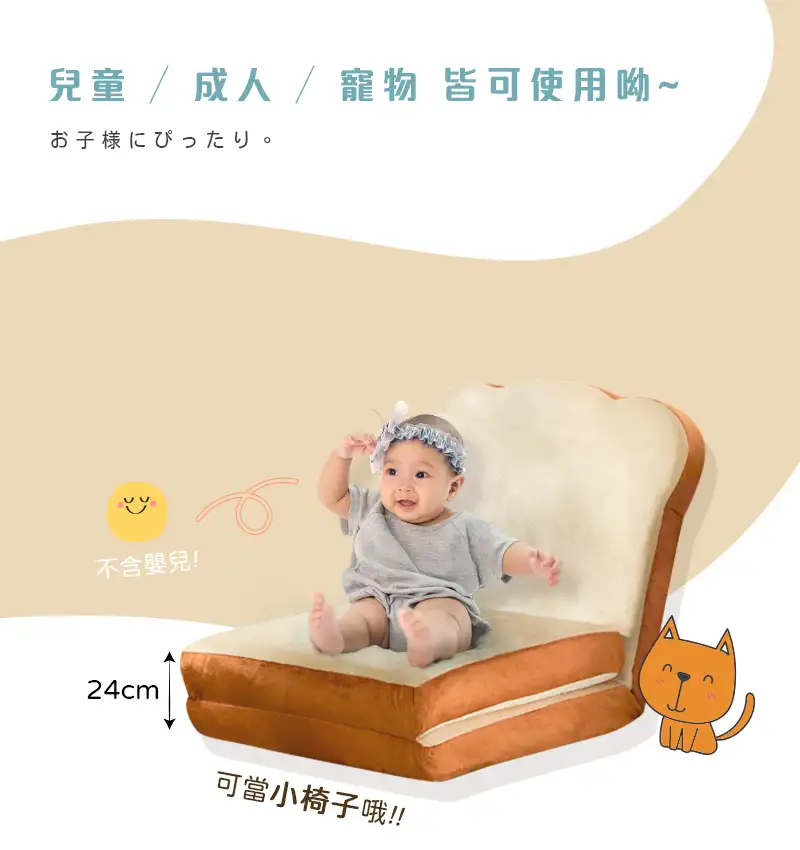 兒童 / 成人 / 寵物 皆可使用呦~
お子様にぴったり。
不含嬰兒!
24cm
可當小椅子哦!!